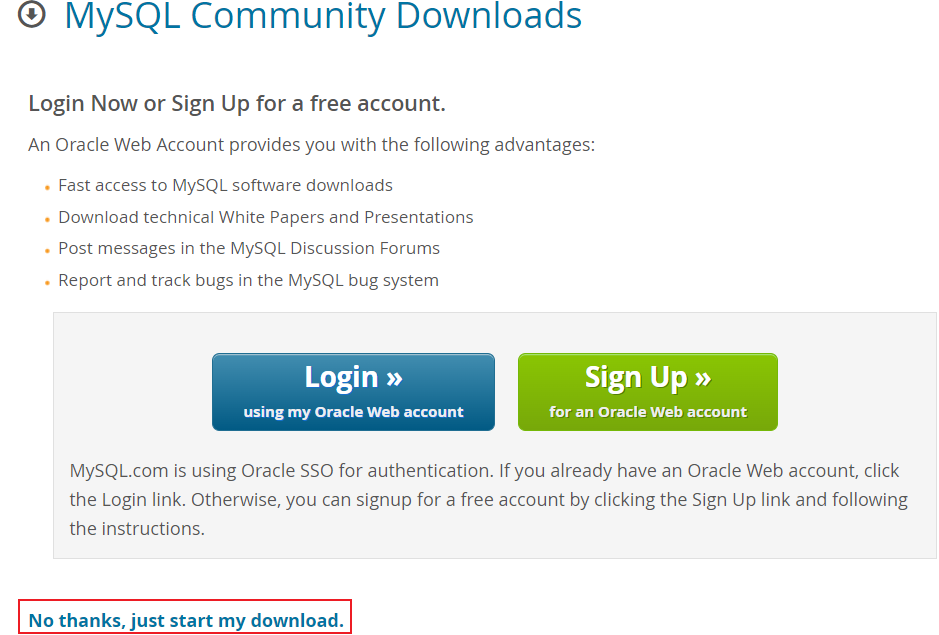 MySQL Community Downloads
Login Now or Sign Up for a free account.
An Oracle Web Account provides you with the following advantages:
Fast access to MySQL software downloads
Download technical White Papers and Presentations
Post messages in the MySQL Discussion Forums
Report and track bugs in the MySQL bug system
Login »
using my Oracle Web account
Sign Up »
for an Oracle Web account
MySQL.com is using Oracle SSO for authentication. If you already have an Oracle Web account, click
the Login link. Otherwise, you can signup for a free account by clicking the Sign Up link and following
the instructions.
No thanks, just start my download.